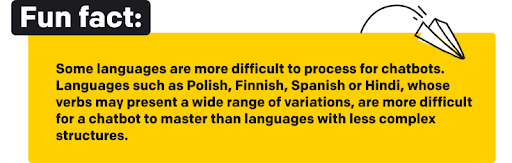 Fun fact:
Some languages are more difficult to process for chatbots.
Languages such as Polish, Finnish, Spanish or Hindi, whose
verbs may present a wide range of variations, are more difficult
for a chatbot to master than languages with less complex
structures.